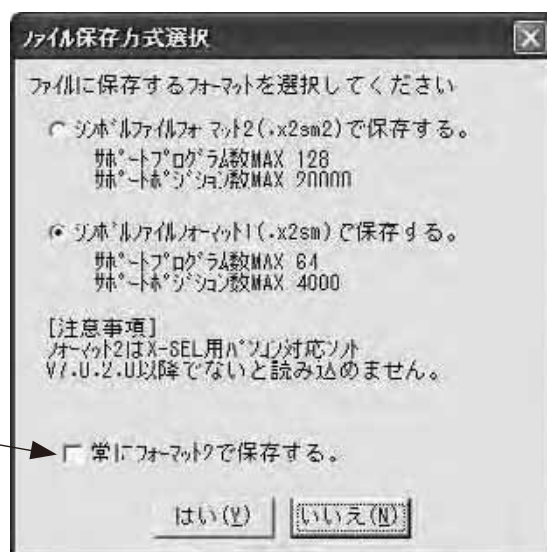 ファイル保存方式選択
ファイルに保存するフォーマットを選択してください
シンボルファイルフォーマット2(.x2sm2)で保存する。
サポートプログラム数MAX 128
サポートポジション数MAX 20000
シンボルファイルフォーマット1(.x2sm)で保存する。
サポートプログラム数MAX 64
サポートポジション数MAX 4000
[注意事項]
フォーマット2はX-SEL用パソコン対応ソフト
V7.0.2.0以降でないと読み込めません。
常にフォーマット2で保存する。
はい(Y)
いいえ(N)